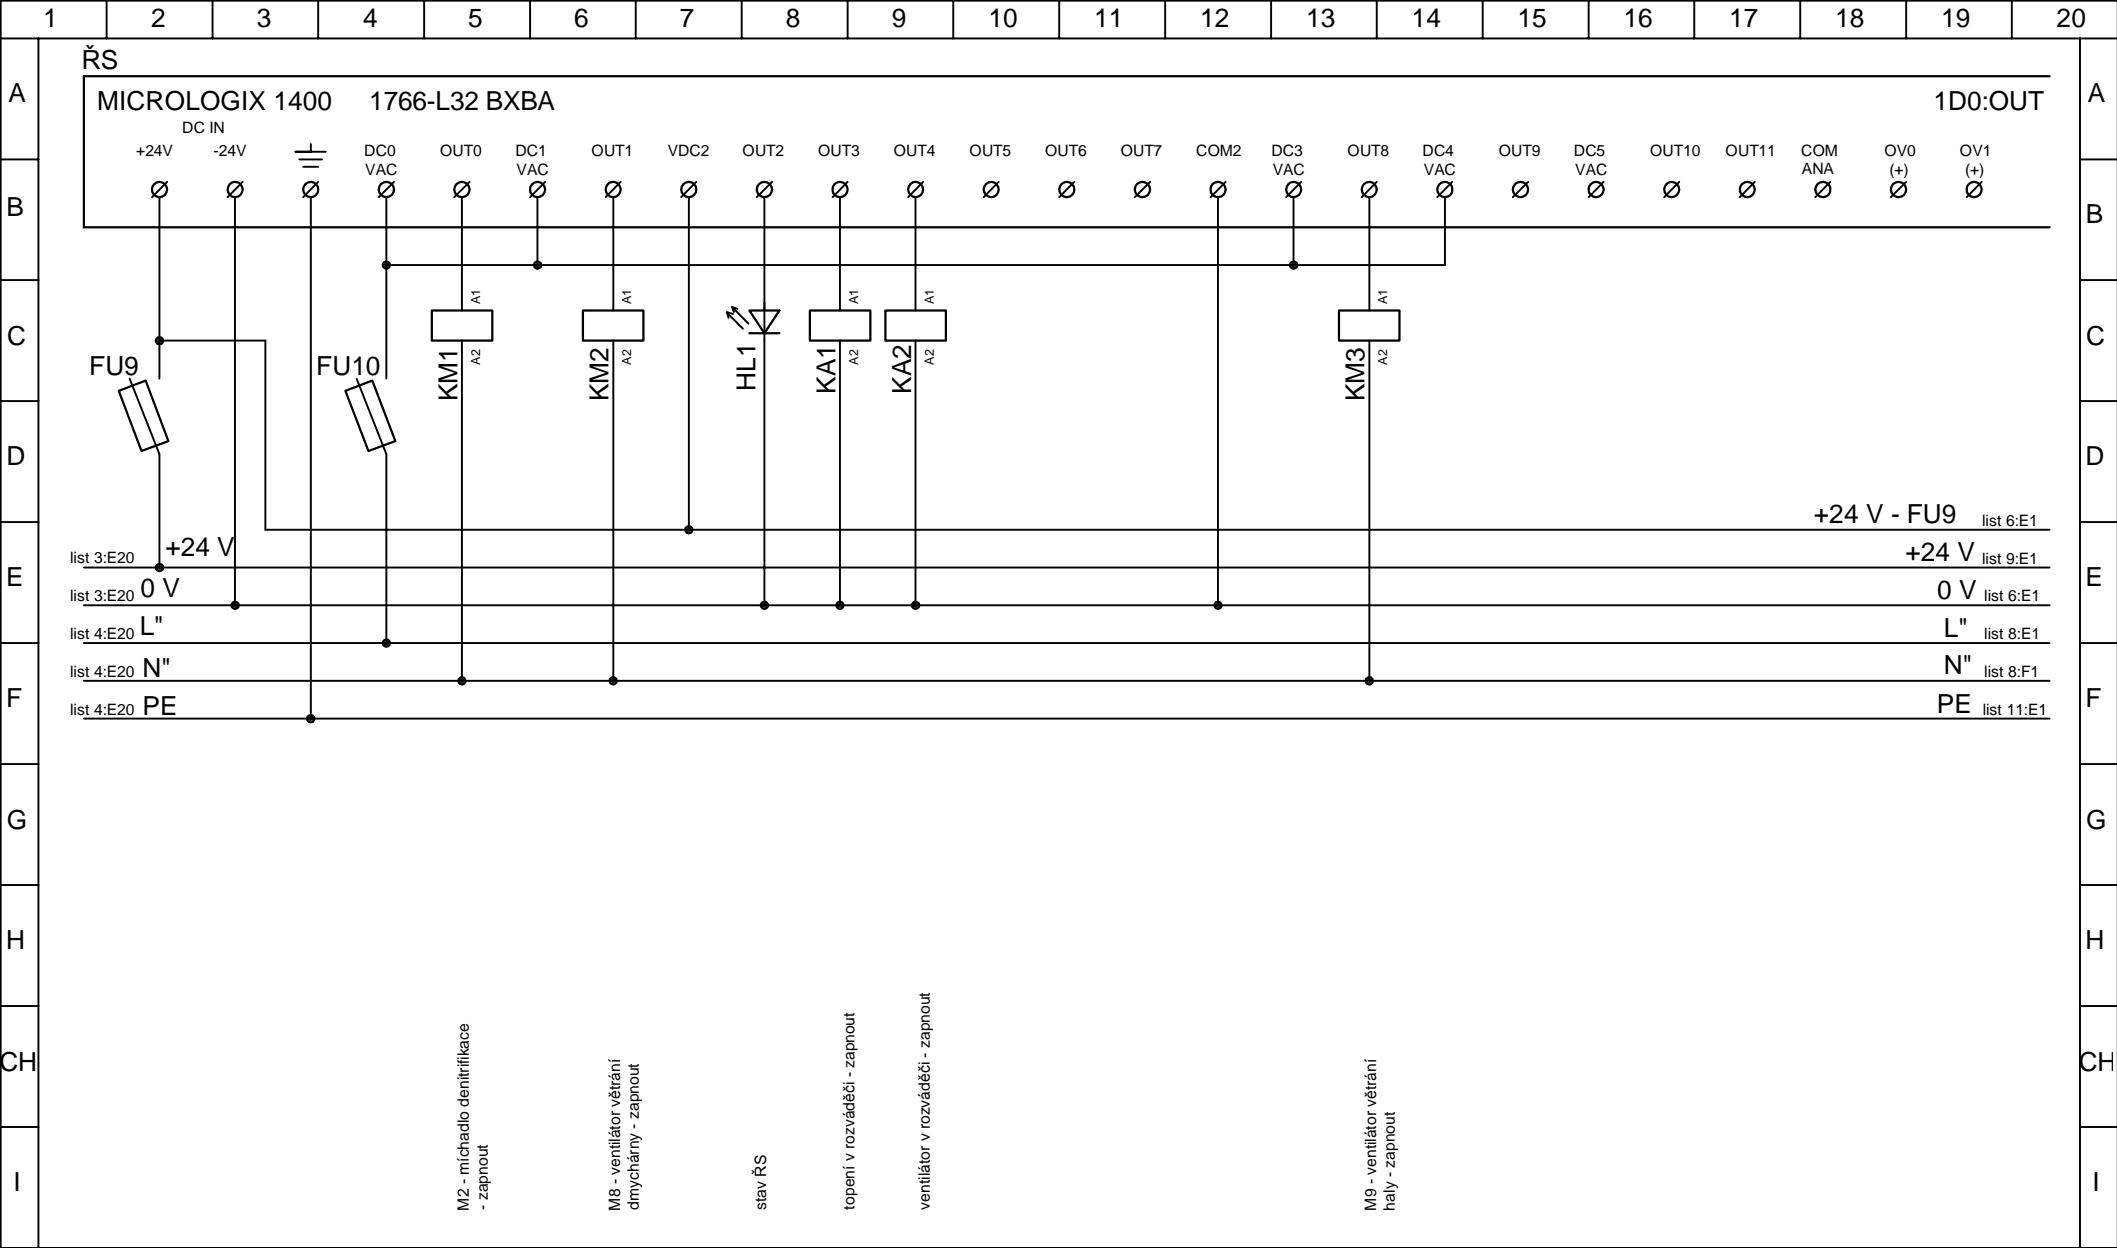 1 2 3 4 5 6 7 8 9 10 11 12 13 14 15 16 17 18 19 20
ŘS
A A
MICROLOGIX 1400 1766-L32 BXBA 1D0:OUT
DC IN
+24V -24V DC0 OUT0 DC1 OUT1 VDC2 OUT2 OUT3 OUT4 OUT5 OUT6 OUT7 COM2 DC3 OUT8 DC4 OUT9 DC5 OUT10 OUT11 COM OV0 OV1
VAC VAC VAC VAC VAC ANA (+) (+)
B B
A1 A1 A1 A1 A1
C C
FU9 FU10 KM1 A2 KM2 A2 HL1 KA1 A2 KA2 A2 KM3 A2
D D
+24 V - FU9 list 6:E1
list 3:E20 +24 V +24 V list 9:E1
E E
list 3:E20 0 V 0 V list 6:E1
list 4:E20 L" L" list 8:E1
list 4:E20 N" N" list 8:F1
F F
list 4:E20 PE PE list 11:E1
G G
H H
CH CH
I I
M2 - míchadlo denitrifikace
- zapnout
M8 - ventilátor větrání
dmychárny - zapnout
stav ŘS
topení v rozváděči - zapnout
ventilátor v rozváděči - zapnout
M9 - ventilátor větrání
haly - zapnout